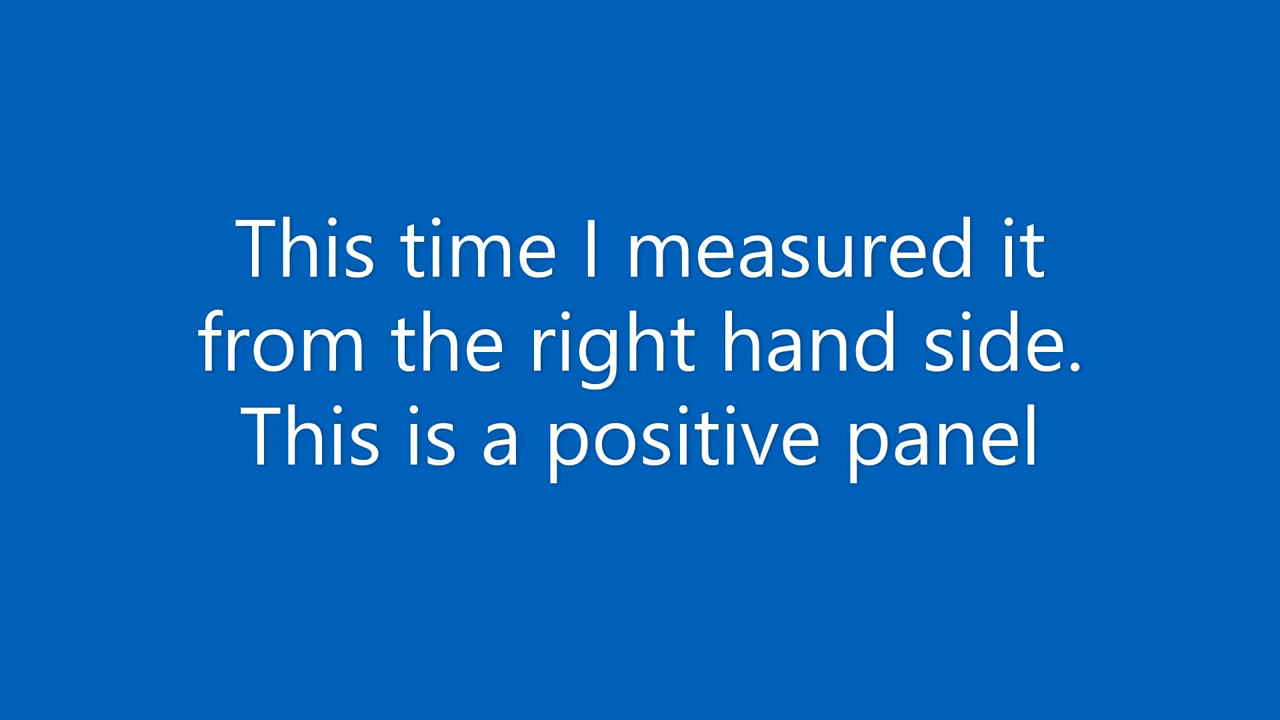 This time I measured it
from the right hand side.
This is a positive panel